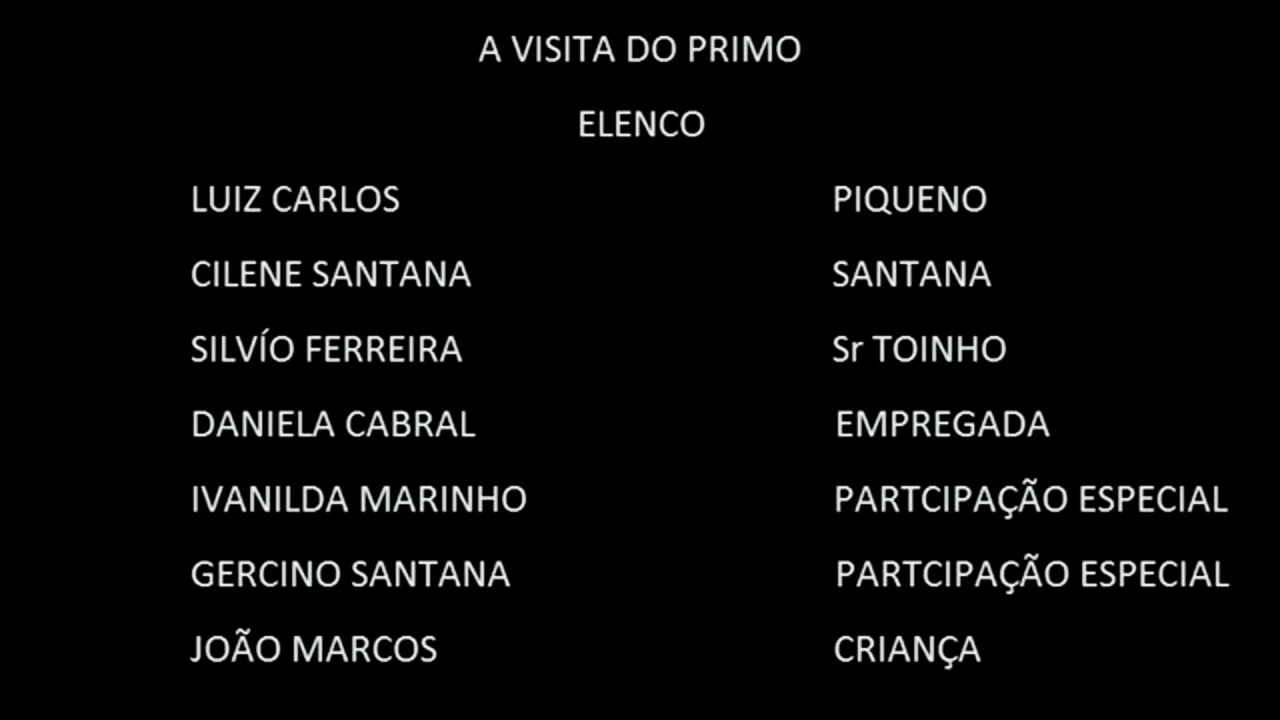 A VISITA DO PRIMO
ELENCO
LUIZ CARLOS PIQUENO
CILENE SANTANA SANTANA
SILVÍO FERREIRA Sr TOINHO
DANIELA CABRAL EMPREGADA
IVANILDA MARINHO PARTCIPAÇÃO ESPECIAL
GERCINO SANTANA PARTCIPAÇÃO ESPECIAL
JOÃO MARCOS CRIANÇA